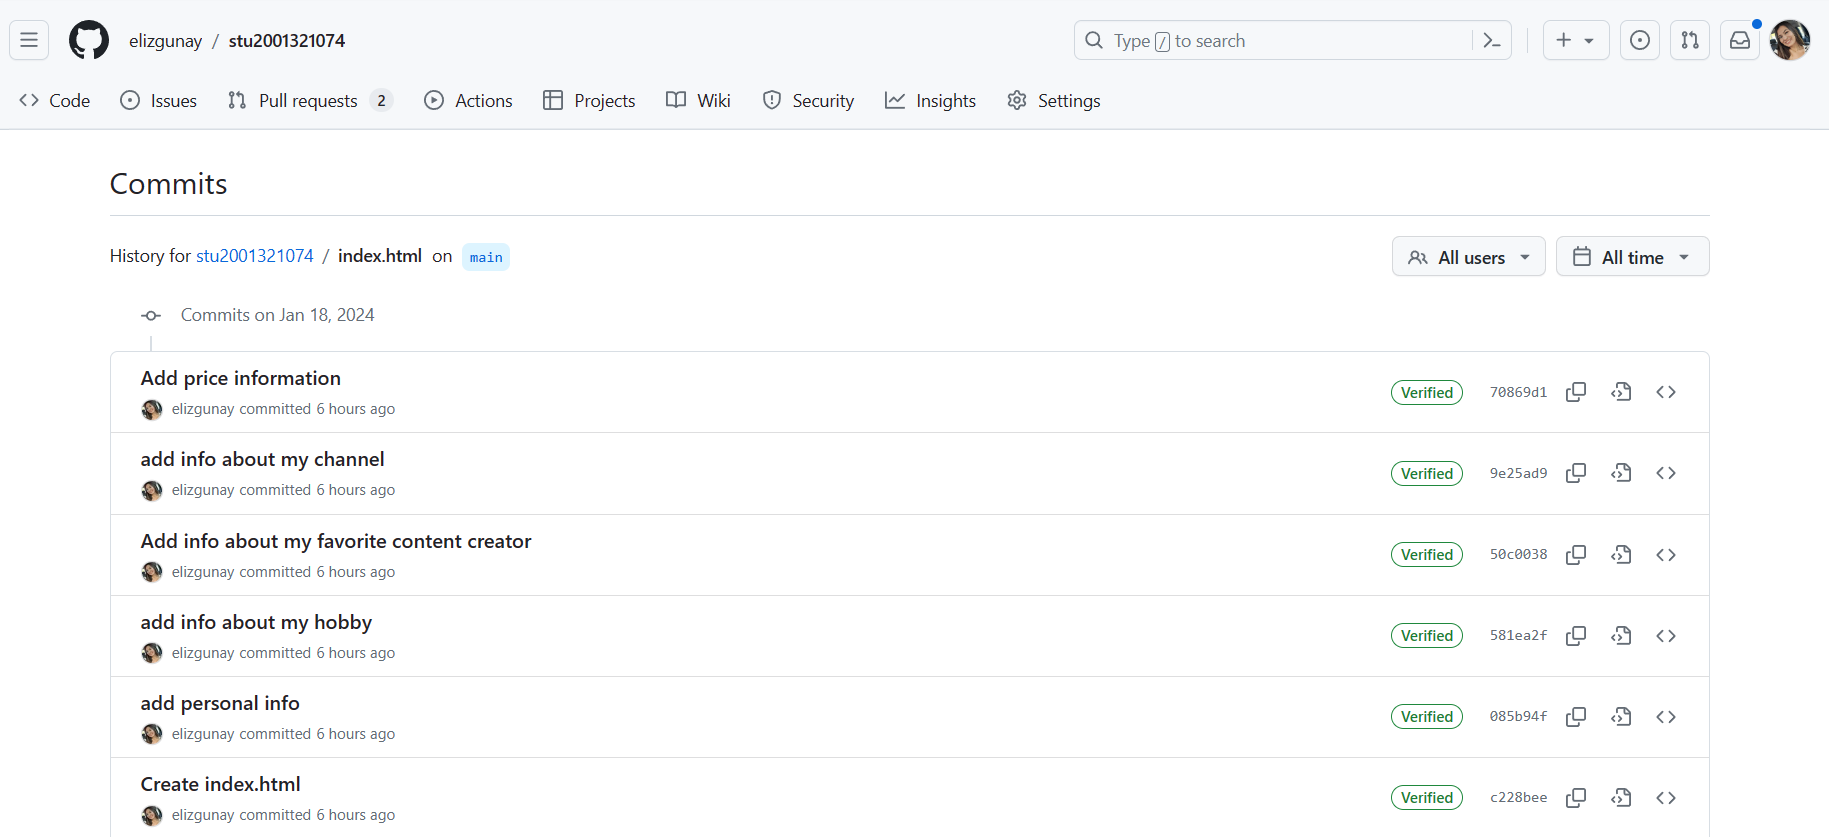 elizgunay / stu2001321074
Type / to search
Code Issues Pull requests 2 Actions Projects Wiki Security Insights Settings
Commits
History for stu2001321074 / index.html on main
All users All time
Commits on Jan 18, 2024
Add price information
elizgunay committed 6 hours ago
Verified 70869d1
add info about my channel
elizgunay committed 6 hours ago
Verified 9e25ad9
Add info about my favorite content creator
elizgunay committed 6 hours ago
Verified 50c0038
add info about my hobby
elizgunay committed 6 hours ago
Verified 581ea2f
add personal info
elizgunay committed 6 hours ago
Verified 085b94f
Create index.html
elizgunay committed 6 hours ago
Verified c228bee